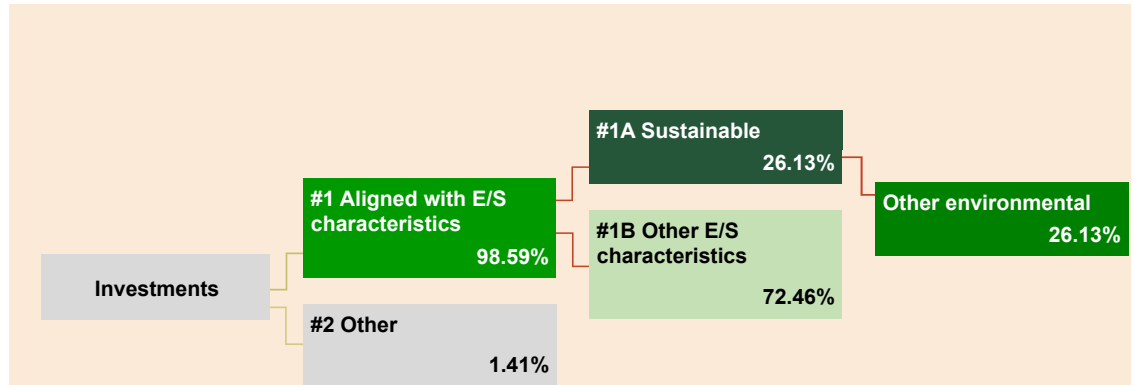 #1A Sustainable
26.13%
#1 Aligned with E/S
characteristics
98.59%
Other environmental
26.13%
#1B Other E/S
characteristics
72.46%
Investments
#2 Other
1.41%